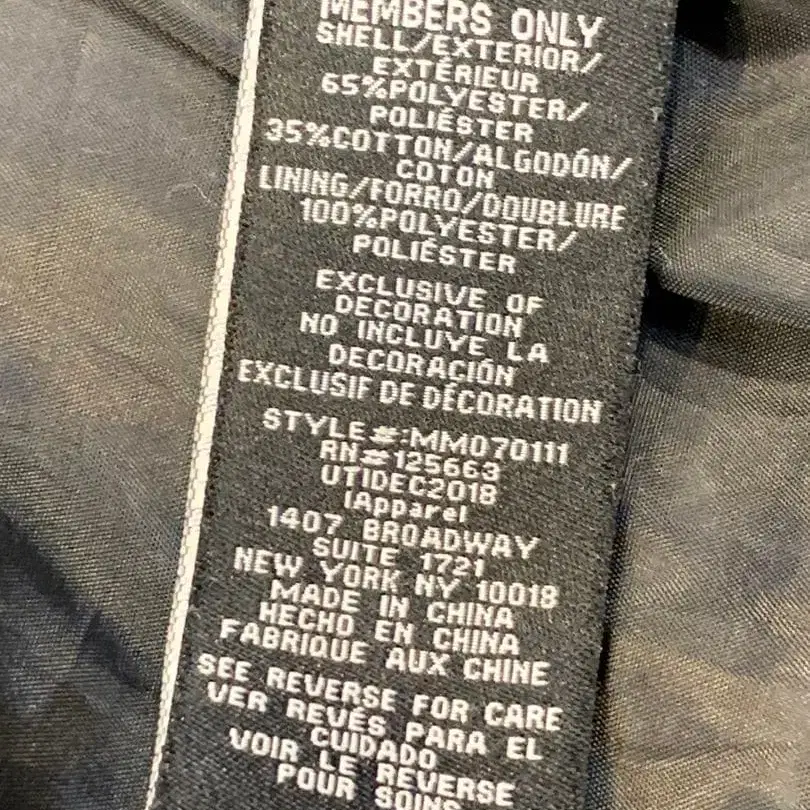 MEMBERS ONLY
SHELL/EXTERIOR/
EXTÉRIEUR
65%POLYESTER/
POLIÉSTER
35%COTTON/ALGODÓN/
COTON
LINING/FORRO/DOUBLURE
100%POLYESTER/
POLIÉSTER
EXCLUSIVE OF
DECORATION
NO INCLUYE LA
DECORACIÓN
EXCLUSIF DE DÉCORATION
STYLE#:MM070111
RN#125663
UTIDEC2018
iApparel
1407 BROADWAY
SUITE 1721
NEW YORK NY 10018
MADE IN CHINA
HECHO EN CHINA
FABRIQUE AUX CHINE
SEE REVERSE FOR CARE
VER REVÉS PARA EL
CUIDADO
VOIR LE REVERSE
POUR SOINS